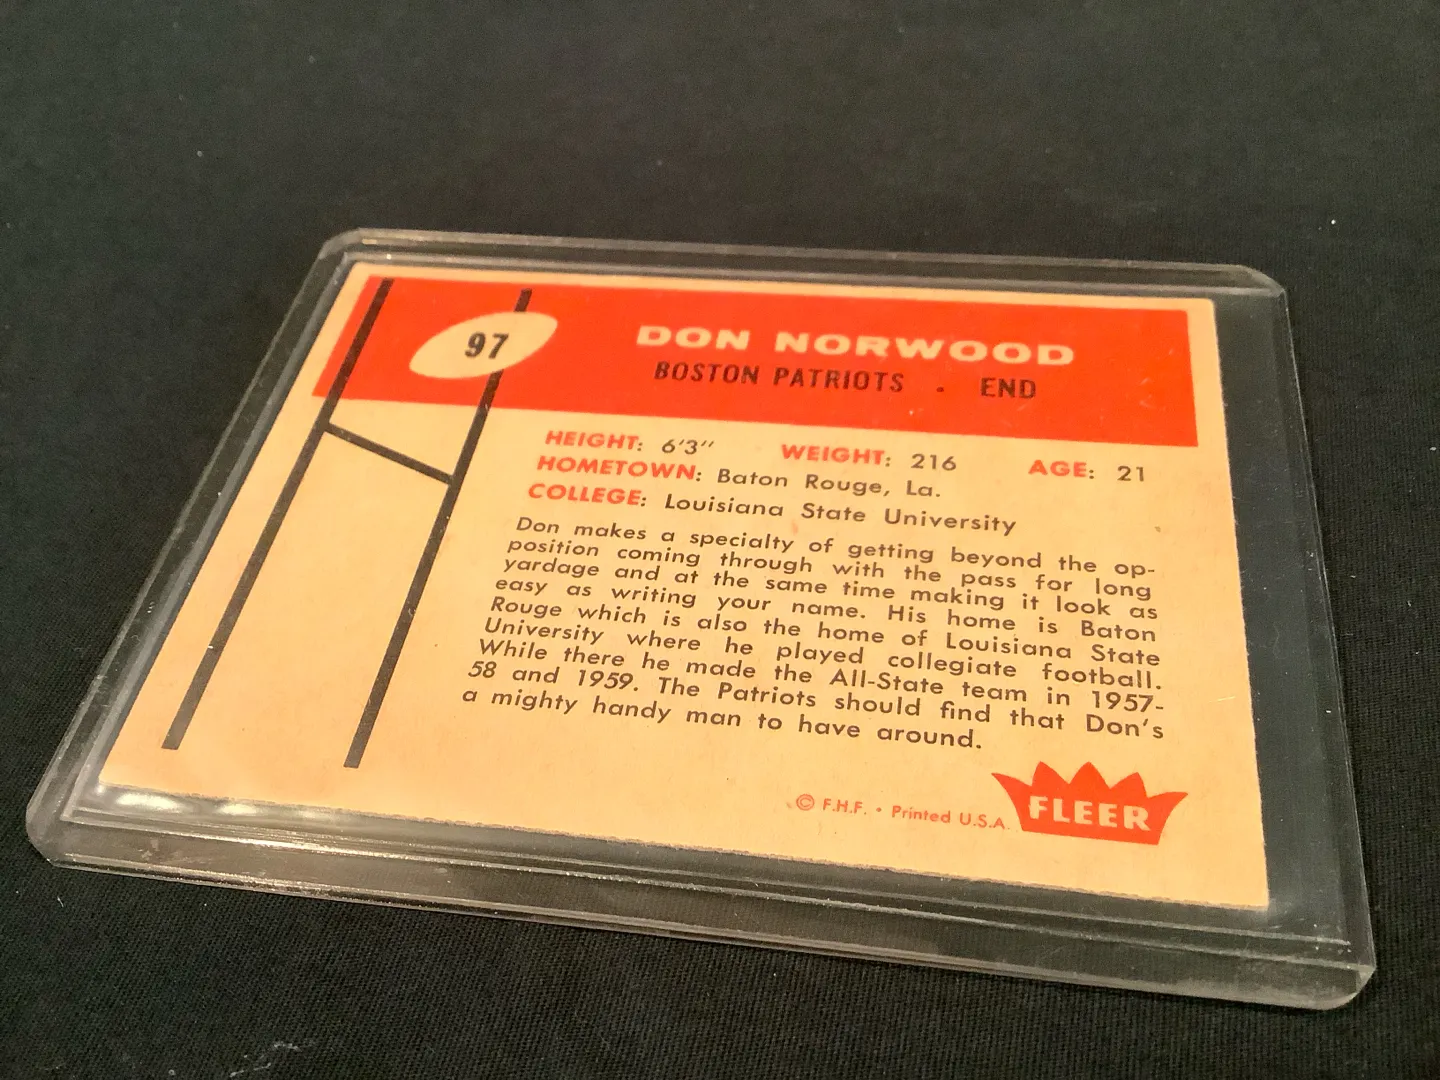 97
DON NORWOOD
BOSTON PATRIOTS . END
HEIGHT: 6'3" WEIGHT: 216 AGE: 21
HOMETOWN: Baton Rouge, La.
COLLEGE: Louisiana State University
Don makes a specialty of getting beyond the op-
position coming through with the pass for long
yardage and at the same time making it look as
easy as writing your name. His home is Baton
Rouge which is also the home of Louisiana State
University where he played collegiate football.
While there he made the All-State team in 1957-
58 and 1959. The Patriots should find that Don's
a mighty handy man to have around.
© F.H.F. • Printed U.S.A.
FLEER